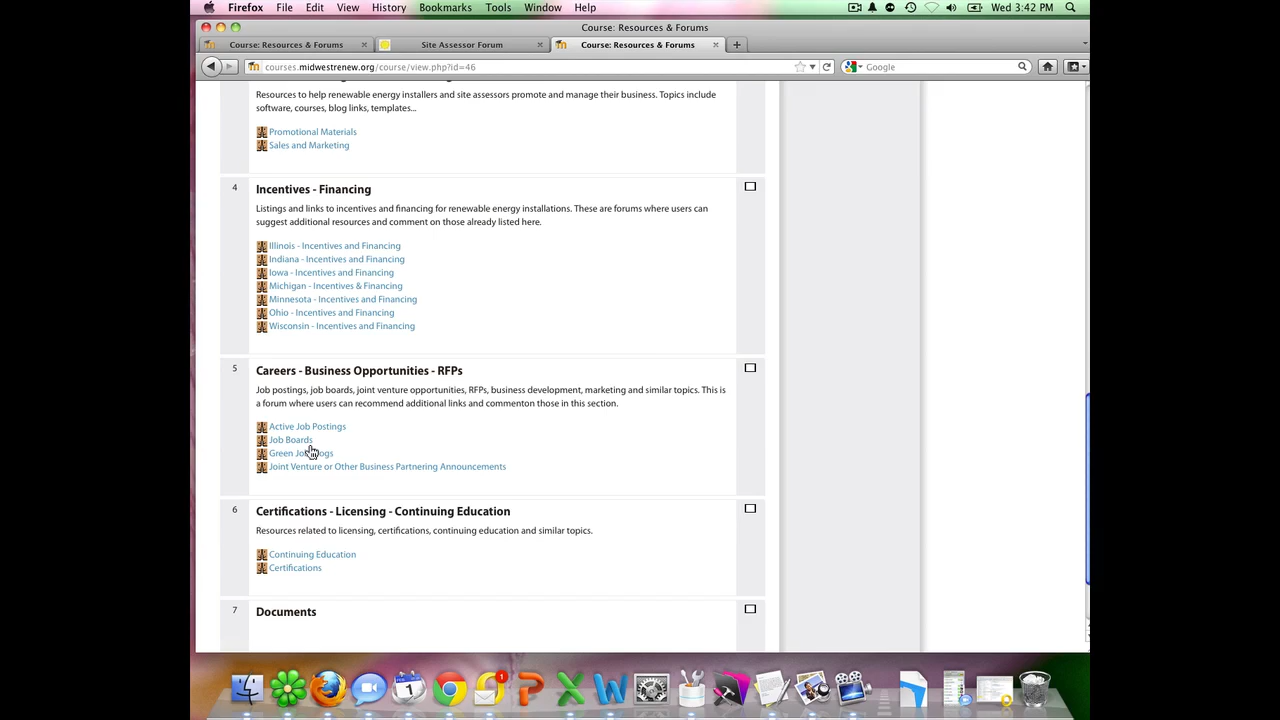 Firefox File Edit View History Bookmarks Tools Window Help Wed 3:42 PM
Course: Resources & Forums
Course: Resources & Forums Site Assessor Forum Course: Resources & Forums
courses.midwestrenew.org/course/view.php?id=46 Google
Resources to help renewable energy installers and site assessors promote and manage their business. Topics include
software, courses, blog links, templates...
Promotional Materials
Sales and Marketing
4 Incentives - Financing
Listings and links to incentives and financing for renewable energy installations. These are forums where users can
suggest additional resources and comment on those already listed here.
Illinois - Incentives and Financing
Indiana - Incentives and Financing
Iowa - Incentives and Financing
Michigan - Incentives & Financing
Minnesota - Incentives and Financing
Ohio - Incentives and Financing
Wisconsin - Incentives and Financing
5 Careers - Business Opportunities - RFPs
Job postings, job boards, joint venture opportunities, RFPs, business development, marketing and similar topics. This is
a forum where users can recommend additional links and commenton those in this section.
Active Job Postings
Job Boards
Green
Joint Venture or Other Business Partnering Announcements
6 Certifications - Licensing - Continuing Education
Resources related to licensing, certifications, continuing education and similar topics.
Continuing Education
Certifications
7 Documents